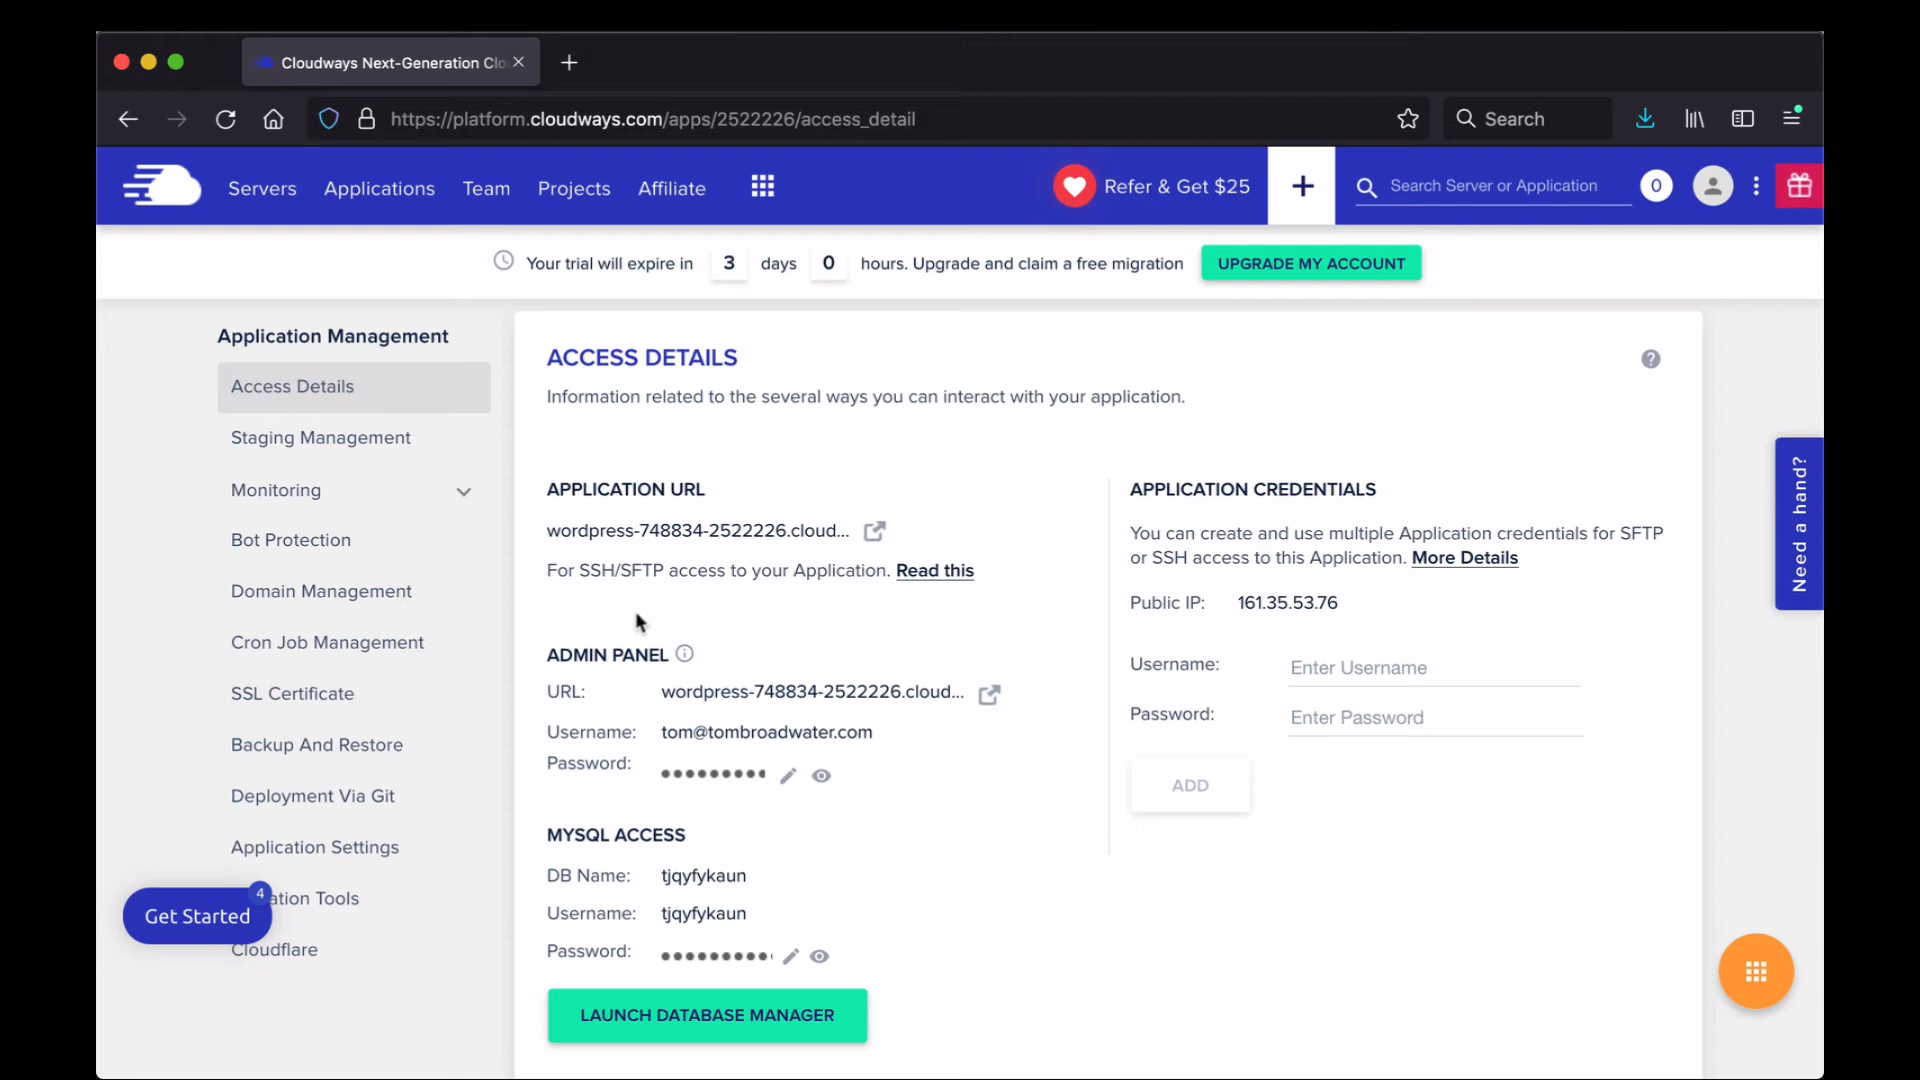 Cloudways Next-Generation Clo
https://platform.cloudways.com/apps/2522226/access_detail
Search
Servers
Applications
Team
Projects
Affiliate
Refer & Get $25
Search Server or Application
0
Your trial will expire in 3 days 0 hours. Upgrade and claim a free migration
UPGRADE MY ACCOUNT
Application Management
Access Details
Staging Management
Monitoring
Bot Protection
Domain Management
Cron Job Management
SSL Certificate
Backup And Restore
Deployment Via Git
Application Settings
ation Tools
Cloudflare
Get Started
4
ACCESS DETAILS
Information related to the several ways you can interact with your application.
APPLICATION URL
wordpress-748834-2522226.cloud...
For SSH/SFTP access to your Application. Read this
ADMIN PANEL
URL: wordpress-748834-2522226.cloud...
Username: tom@tombroadwater.com
Password:
MYSQL ACCESS
DB Name: tjqyfykaun
Username: tjqyfykaun
Password:
LAUNCH DATABASE MANAGER
APPLICATION CREDENTIALS
You can create and use multiple Application credentials for SFTP
or SSH access to this Application. More Details
Public IP: 161.35.53.76
Username: Enter Username
Password: Enter Password
ADD
Need a hand?